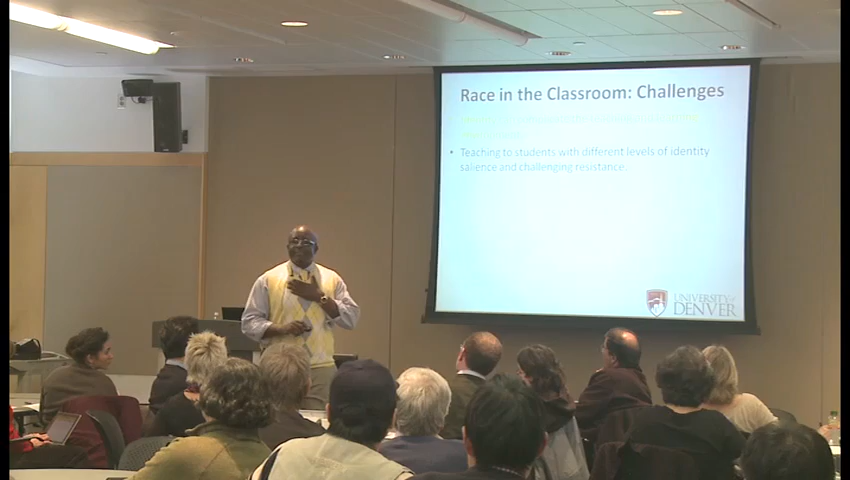 Race in the Classroom: Challenges
• Teaching to students with different levels of identity
salience and challenging resistance.
UNIVERSITY of
DENVER